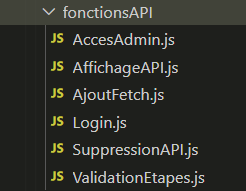 fonctionsAPI
JS AccesAdmin.js
JS AffichageAPI.js
JS AjoutFetch.js
JS Login.js
JS SuppressionAPI.js
JS ValidationEtapes.js